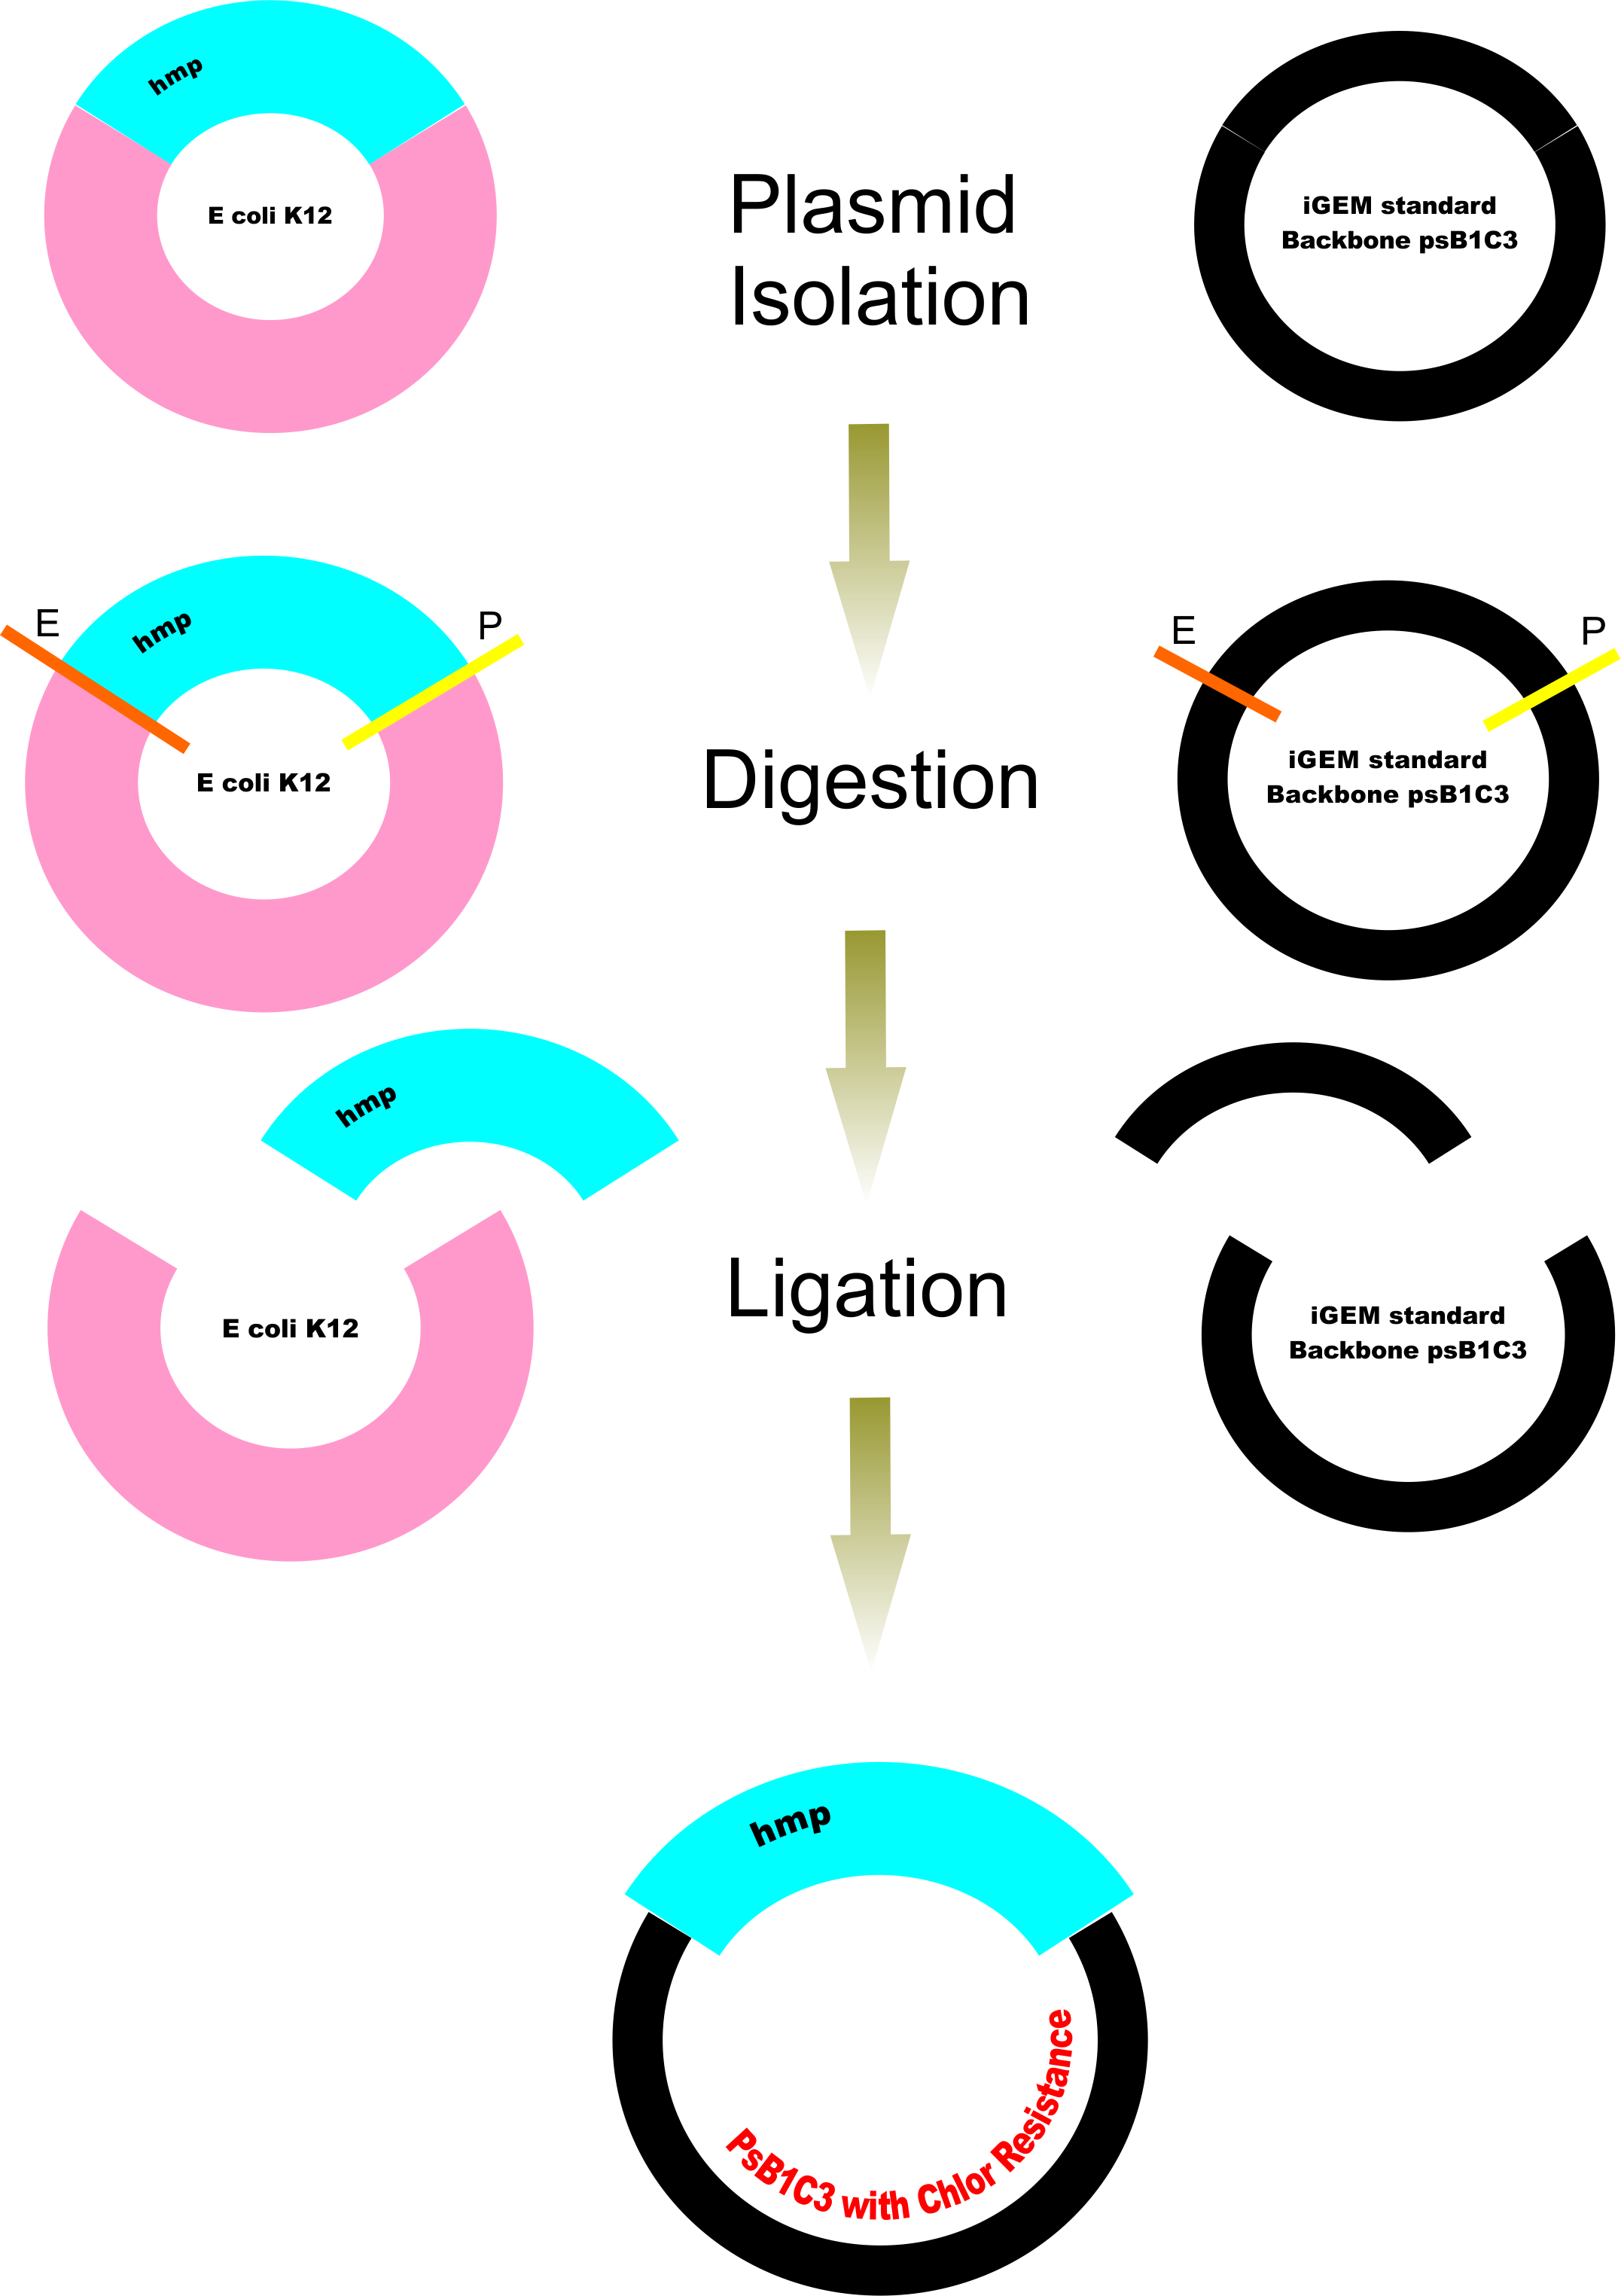 hmp
E coli K12
Plasmid
Isolation
iGEM standard
Backbone psB1C3
E
P
hmp
E coli K12
Digestion
E
P
iGEM standard
Backbone psB1C3
hmp
E coli K12
Ligation
iGEM standard
Backbone psB1C3
hmp
PsB1C3 with Chlor Resistance